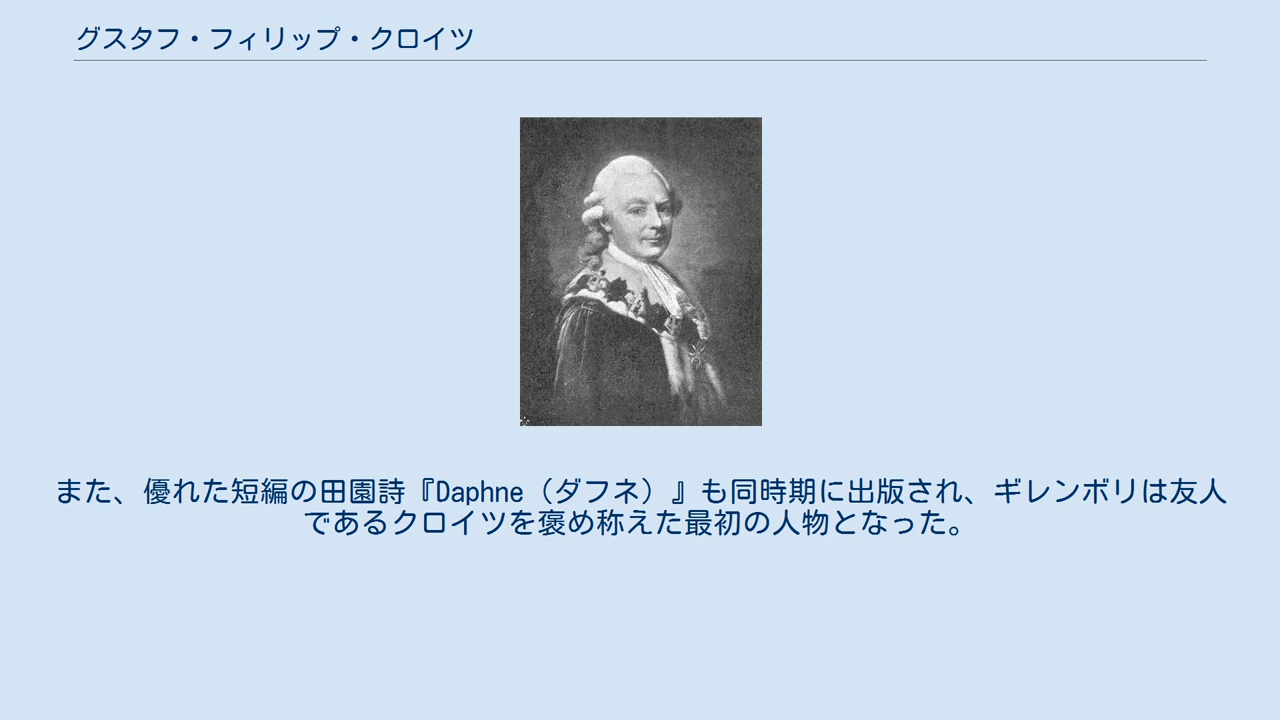 グスタフ・フィリップ・クロイツ
また、優れた短編の田園詩『Daphne（ダフネ）』も同時期に出版され、ギレンボリは友人
であるクロイツを褒め称えた最初の人物となった。